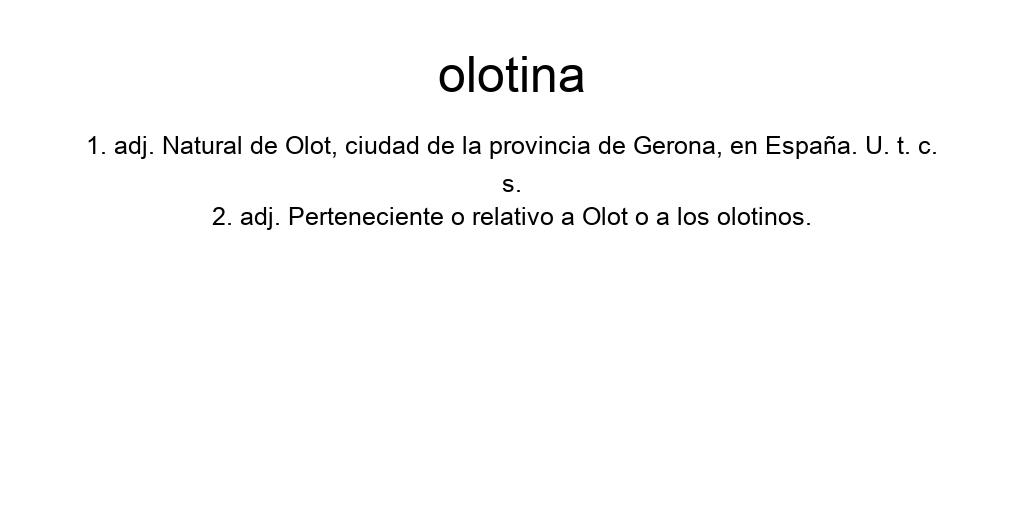 olotina
1. adj. Natural de Olot, ciudad de la provincia de Gerona, en España. U. t. c.
s.
2. adj. Perteneciente o relativo a Olot o a los olotinos.